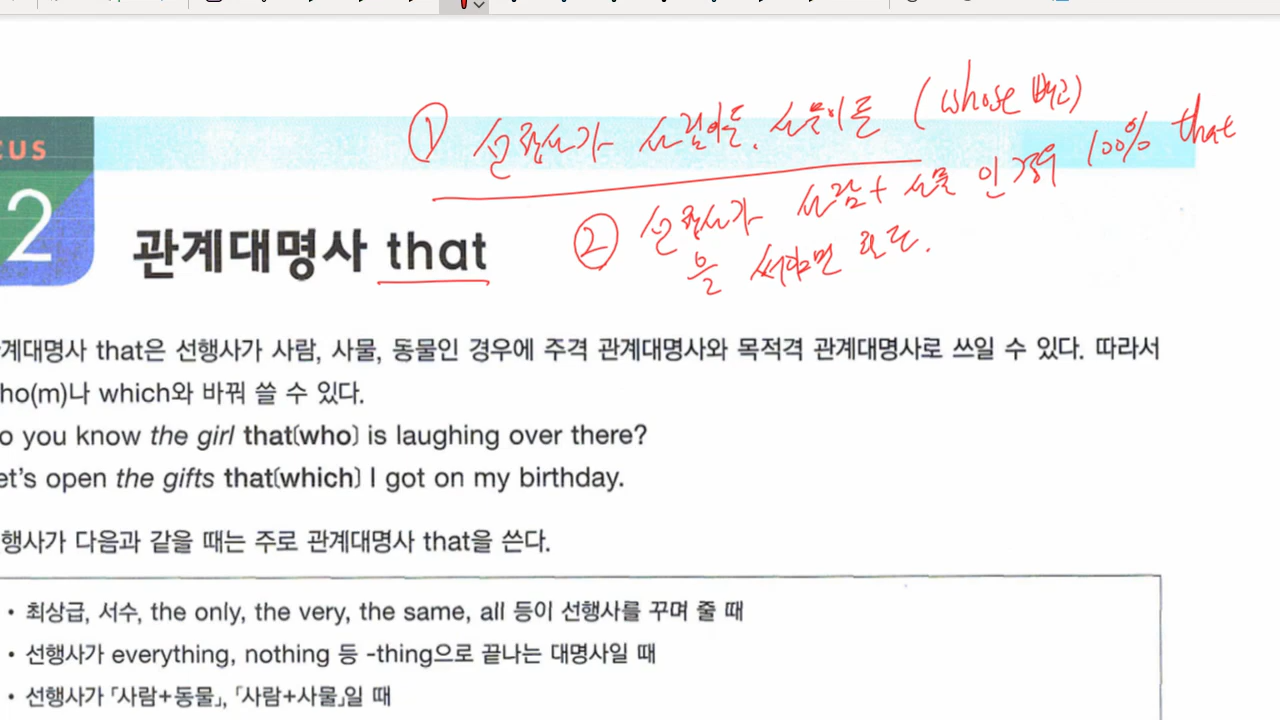 ① 선행사가 사람이든, 사물이든 (whose 빼고)
② 선행사가 사람+사물 인 경우 100% that
을 써야면
CUS
2
관계대명사 that
계대명사 that은 선행사가 사람, 사물, 동물인 경우에 주격 관계대명사와 목적격 관계대명사로 쓰일 수 있다. 따라서
ho(m)나 which와 바꿔 쓸 수 있다.
o you know the girl that(who) is laughing over there?
et's open the gifts that(which) I got on my birthday.
행사가 다음과 같을 때는 주로 관계대명사 that을 쓴다.
• 최상급, 서수, the only, the very, the same, all 등이 선행사를 꾸며 줄 때
• 선행사가 everything, nothing 등 -thing으로 끝나는 대명사일 때
• 선행사가 「사람+동물」, 「사람+사물」일 때